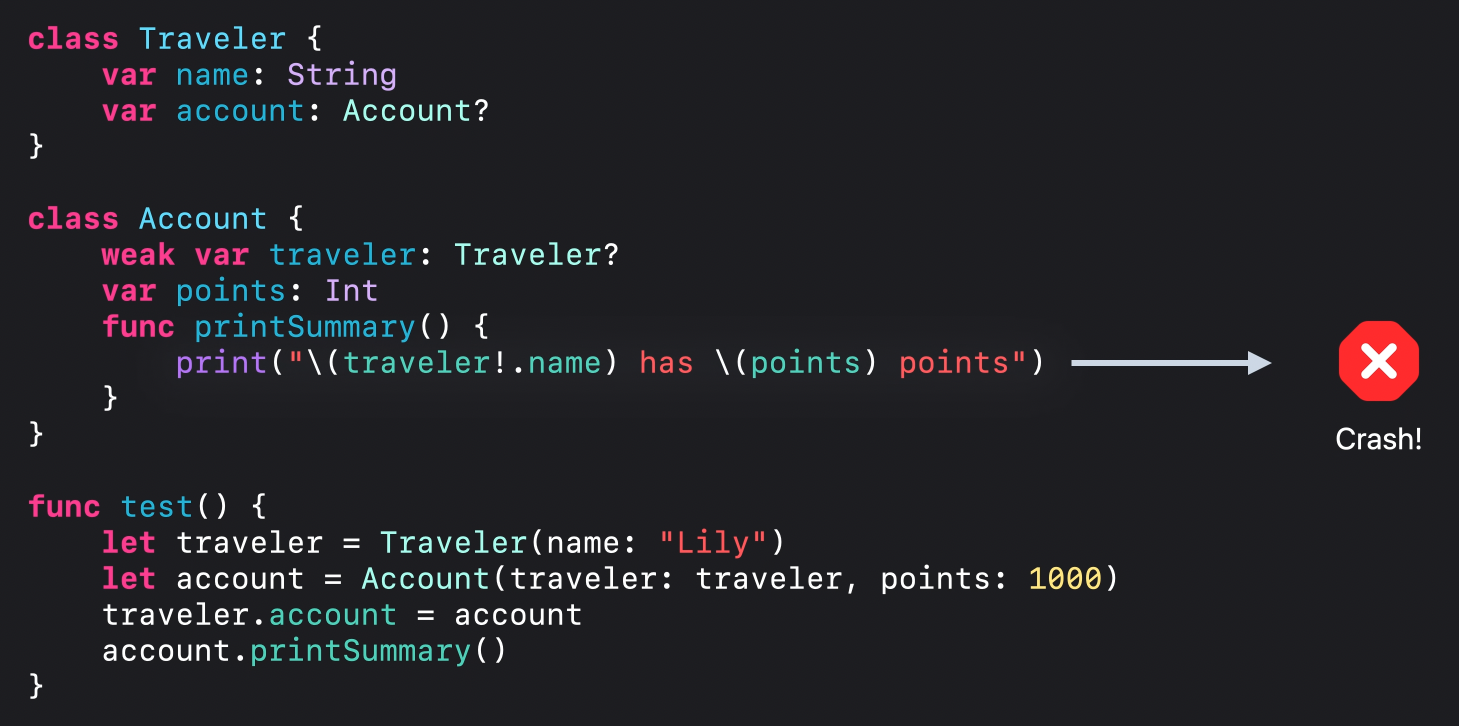 class Traveler {
    var name: String
    var account: Account?
}

class Account {
    weak var traveler: Traveler?
    var points: Int
    func printSummary() {
        print("\(traveler!.name) has \(points) points")
    }
}
Crash!

func test() {
    let traveler = Traveler(name: "Lily")
    let account = Account(traveler: traveler, points: 1000)
    traveler.account = account
    account.printSummary()
}